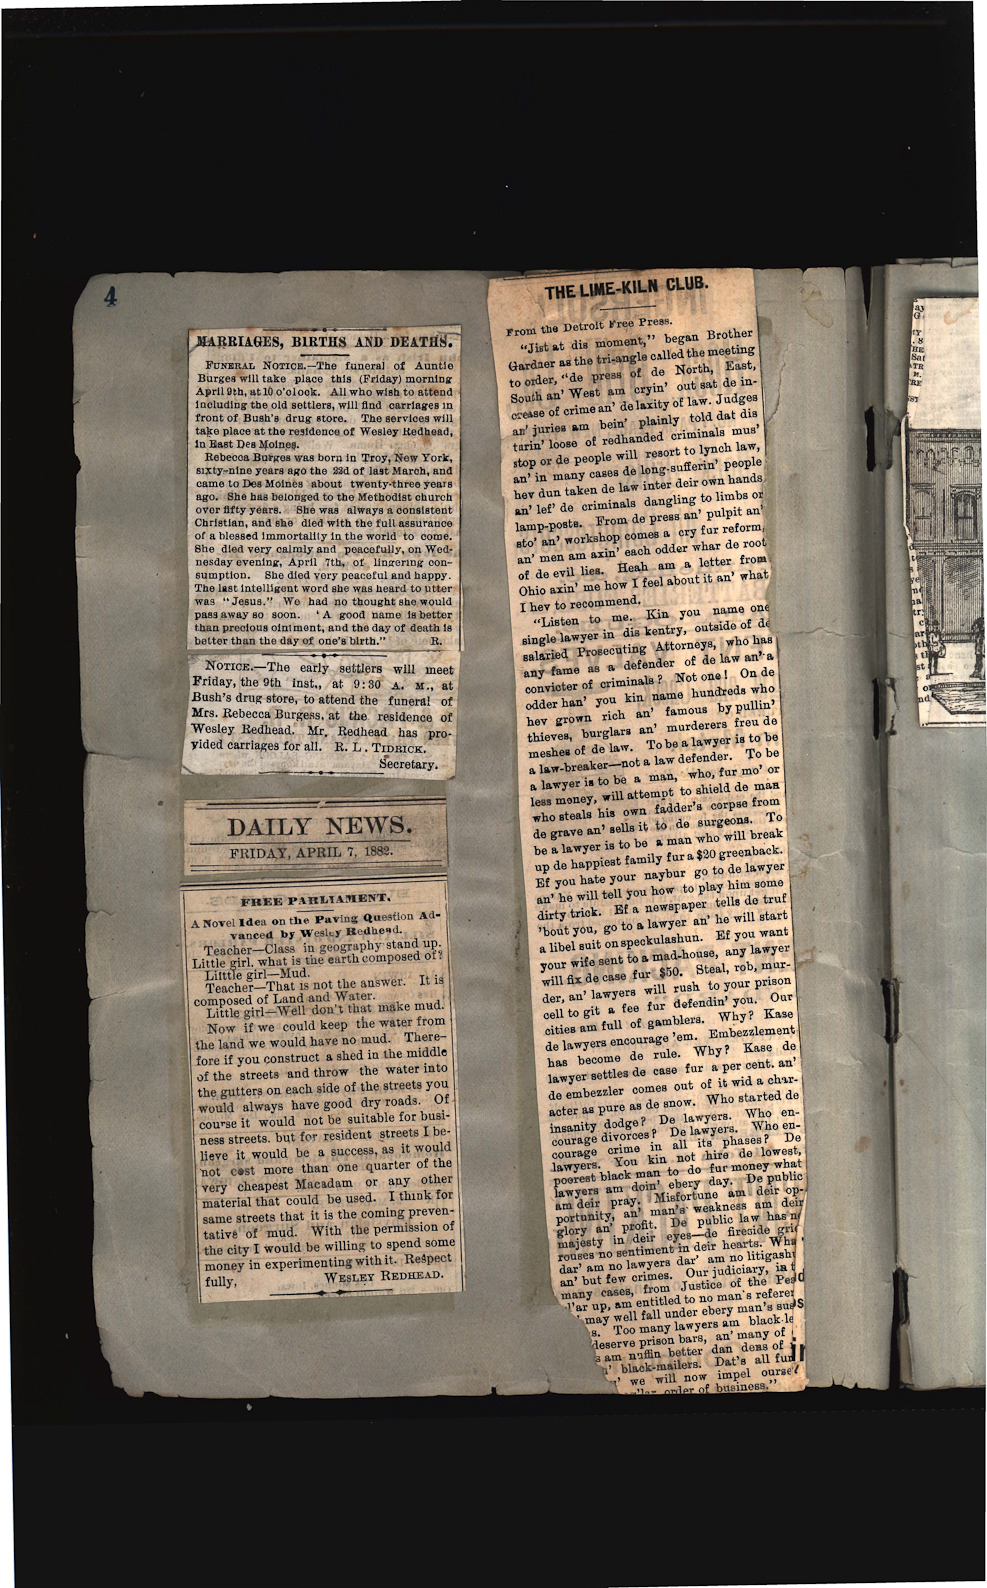 4
MARRIAGES, BIRTHS AND DEATHS.
FUNERAL NOTICE.—The funeral of Auntie
Burges will take place this (Friday) morning
April 9th, at 10 o'clock. All who wish to attend
including the old settlers, will find carriages in
front of Bush's drug store. The services will
take place at the residence of Wesley Redhead,
in East Des Moines.
Rebecca Burges was born in Troy, New York,
sixty-nine years ago the 22d of last March, and
came to Des Moines about twenty-three years
ago. She has belonged to the Methodist church
over fifty years. She was always a consistent
Christian, and she died with the full assurance
of a blessed immortality in the world to come.
She died very calmly and peacefully, on Wed-
nesday evening, April 7th, of lingering con-
sumption. She died very peaceful and happy.
The last intelligent word she was heard to utter
was "Jesus." We had no thought she would
pass away so soon. 'A good name is better
than precious ointment, and the day of death is
better than the day of one's birth." R.
NOTICE.—The early settlers will meet
Friday, the 9th inst., at 9:30 A. M., at
Bush's drug store, to attend the funeral of
Mrs. Rebecca Burgess, at the residence of
Wesley Redhead. Mr. Redhead has pro-
vided carriages for all. R. L. TIDRICK.
Secretary.
DAILY NEWS.
FRIDAY, APRIL 7, 1882.
FREE PARLIAMENT.
A Novel Idea on the Paving Question Ad-
vanced by Wesley Redhead.
Teacher—Class in geography stand up.
Little girl, what is the earth composed of?
Liltle girl—Mud.
Teacher—That is not the answer. It is
composed of Land and Water.
Little girl—Well don't that make mud.
Now if we could keep the water from
the land we would have no mud. There-
fore if you construct a shed in the middle
of the streets and throw the water into
the gutters on each side of the streets you
would always have good dry roads. Of
course it would not be suitable for busi-
ness streets. but for resident streets I be-
lieve it would be a success, as it would
not cost more than one quarter of the
very cheapest Macadam or any other
material that could be used. I think for
same streets that it is the coming preven-
tative of mud. With the permission of
the city I would be willing to spend some
money in experimenting with it. Respect
fully, WESLEY REDHEAD.
THE LIME-KILN CLUB.
From the Detroit Free Press.
"Jist at dis moment," began Brother
Gardner as the tri-angle called the meeting
to order, "de press of de North, East,
South an' West am cryin' out sat de in-
crease of crime an' de laxity of law. Judges
an' juries am bein' plainly told dat dis
turin' loose of redhanded criminals mus'
stop or de people will resort to lynch law,
an' in many cases de long-sufferin' people
hev dun taken de law inter deir own hands
an' lef' de criminals dangling to limbs or
lamp-posts. From de press an' pulpit an'
sto' an' workshop comes a cry fur reform,
an' men am axin' each odder whar de root
of de evil lies. Heah am a letter from
Ohio axin' me how I feel about it an' what
I hev to recommend.
"Listen to me. Kin you name one
single lawyer in dis kentry, outside of de
salaried Prosecuting Attorneys, who has
any fame as a defender of de law an' a
convicter of criminals? Not one! On de
odder han' you kin name hundreds who
hev grown rich an' famous by pullin'
thieves, burglars an' murderers freu de
meshes of de law. To be a lawyer is to be
a law-breaker—not a law defender. To be
a lawyer is to be a man, who, fur mo' or
less money, will attempt to shield de man
who steals his own fadder's corpse from
de grave an' sells it to de surgeons. To
be a lawyer is to be a man who will break
up de happiest family fur a $20 greenback.
Ef you hate your naybur go to de lawyer
an' he will tell you how to play him some
dirty trick. Ef a newspaper tells de truf
'bout you, go to a lawyer an' he will start
a libel suit on speckulashun. Ef you want
your wife sent to a mad-house, any lawyer
will fix de case fur $50. Steal, rob, mur-
der, an' lawyers will rush to your prison
cell to git a fee fur defendin' you. Our
cities am full of gamblers. Why? Kase
de lawyers encourage 'em. Embezzlement
has become de rule. Why? Kase de
lawyer settles de case fur a per cent. an'
de embezzler comes out of it wid a char-
acter as pure as de snow. Who started de
insanity dodge? De lawyers. Who en-
courage divorces? De lawyers. Who en-
courage crime in all its phases? De
lawyers. You kin not hire de lowest,
poorest black man to do fur money what
lawyers am doin' ebery day. De public
am deir pray. Misfortune am deir op-
portunity, an' man's weakness am deir
glory an' profit. De public law has n
majesty in deir eyes—de fireside grie
rouses no sentiment in deir hearts. Wha
dar' am no lawyers dar' am no litigash
an' but few crimes. Our judiciary, in t
many cases, from Justice of the Pea
l'ar up, am entitled to no man's referen
may well fall under ebery man's sus
s. Too many lawyers am black-le
deserve prison bars, an' many of
s am nuffin better dan dens of
n' black-mailers. Dat's all fur
' we will now impel ourse
order of business."